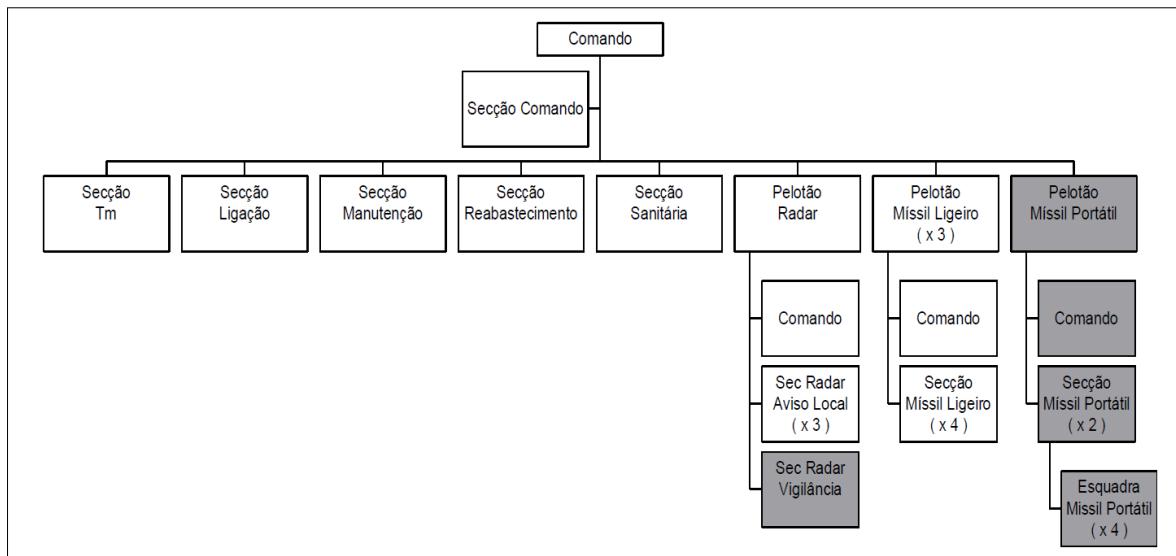 Comando
Secção Comando
Secção
Tm
Secção
Ligação
Secção
Manutenção
Secção
Reabastecimento
Secção
Sanitária
Pelotão
Radar
Pelotão
Míssil Ligeiro
( x 3 )
Pelotão
Míssil Portátil
Comando
Sec Radar
Aviso Local
( x 3 )
Sec Radar
Vigilância
Comando
Secção
Míssil Ligeiro
( x 4 )
Comando
Secção
Míssil Portátil
( x 2 )
Esquadra
Missil Portátil
( x 4 )